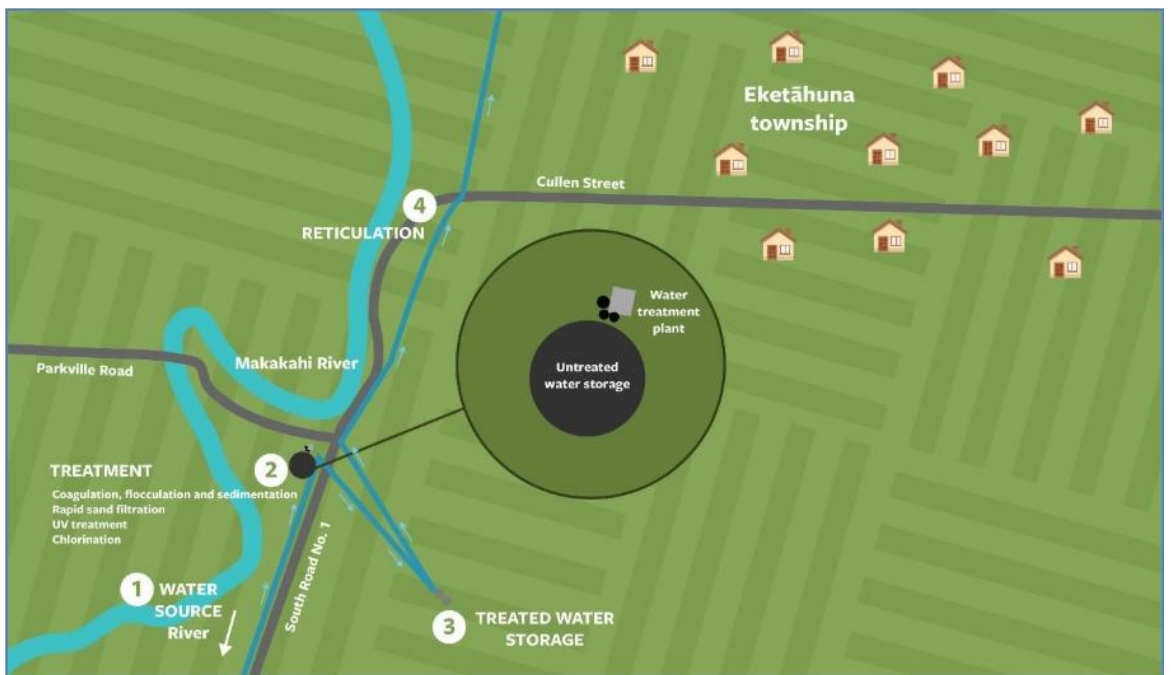 Eketāhuna
township
Cullen Street
4
RETICULATION
Water
treatment
plant
Untreated
water storage
Makakahi River
Parkville Road
2
TREATMENT
Coagulation, flocculation and sedimentation
Rapid sand filtration
UV treatment
Chlorination
South Road No. 1
1
WATER
SOURCE
River
3
TREATED WATER
STORAGE